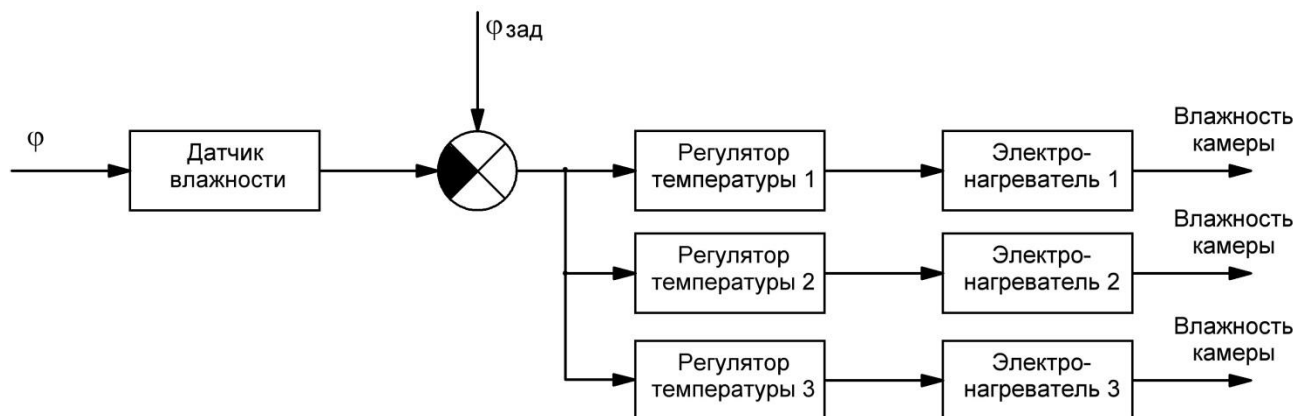 φзад
φ
Датчик
влажности
Регулятор
температуры 1
Электро-
нагреватель 1
Влажность
камеры
Регулятор
температуры 2
Электро-
нагреватель 2
Влажность
камеры
Регулятор
температуры 3
Электро-
нагреватель 3
Влажность
камеры